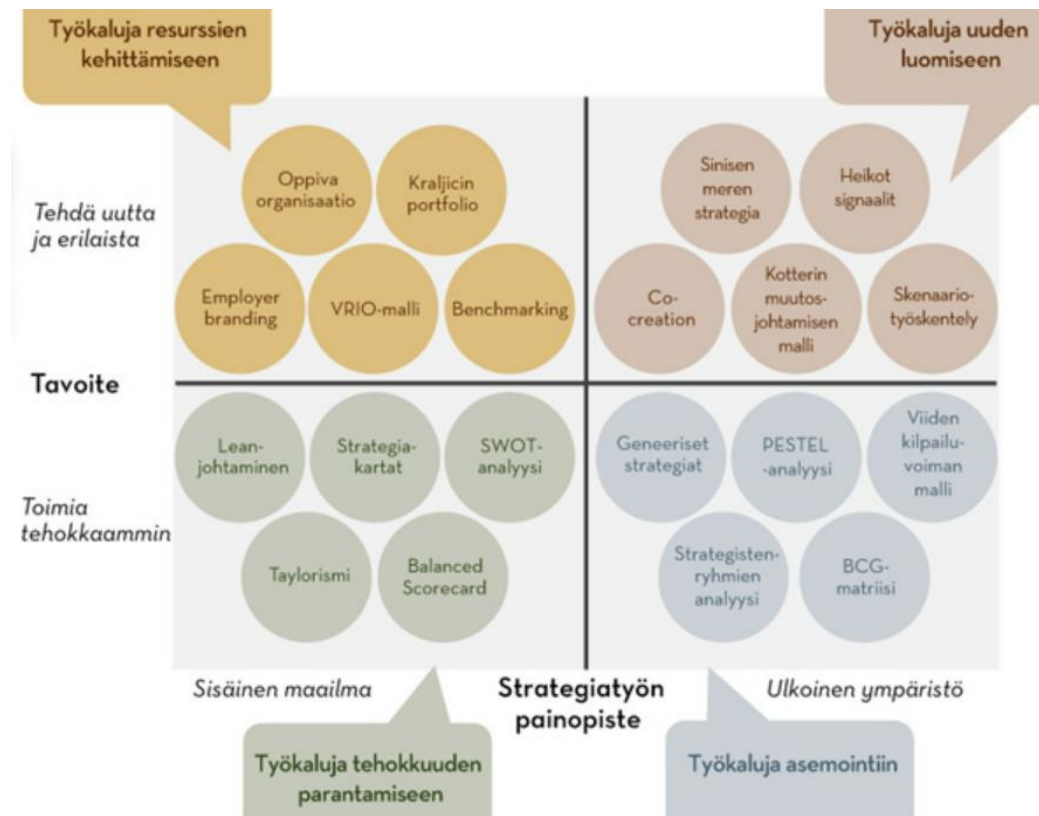 Työkaluja resurssien
kehittämiseen
Työkaluja uuden
luomiseen
Tehdä uutta
ja erilaista
Oppiva
organisaatio
Kraljicin
portfolio
Employer
branding
VRIO-malli
Benchmarking
Sinisen
meren
strategia
Heikot
signaalit
Co-
creation
Kotterin
muutos-
johtamisen
malli
Skenaario-
työskentely
Tavoite
Toimia
tehokkaammin
Lean-
johtaminen
Strategia-
kartat
SWOT-
analyysi
Taylorismi
Balanced
Scorecard
Geneeriset
strategiat
PESTEL
-analyysi
Viiden
kilpailu-
voiman
malli
Strategisten-
ryhmien
analyysi
BCG-
matriisi
Sisäinen maailma
Strategiatyön
painopiste
Ulkoinen ympäristö
Työkaluja tehokkuuden
parantamiseen
Työkaluja asemointiin